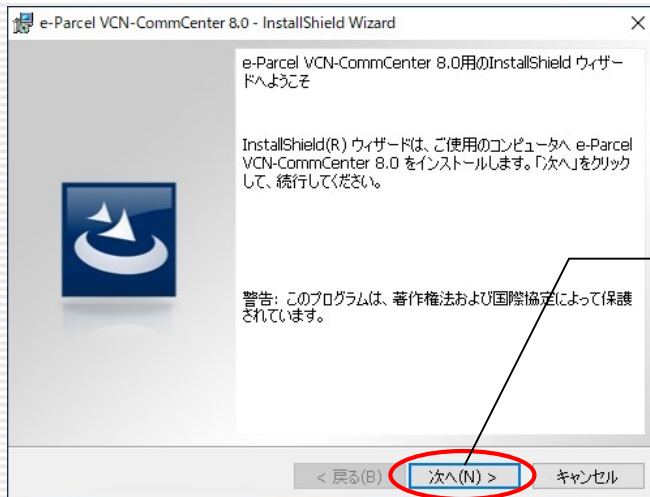 e-Parcel VCN-CommCenter 8.0 - InstallShield Wizard
e-Parcel VCN-CommCenter 8.0用のInstallShield ウィザー
ドへようこそ
InstallShield(R) ウィザードは、ご使用のコンピュータへ e-Parcel
VCN-CommCenter 8.0 をインストールします。「次へ」をクリック
して、続行してください。
警告: このプログラムは、著作権法および国際協定によって保護
されています。
< 戻る(B)
次へ(N) >
キャンセル